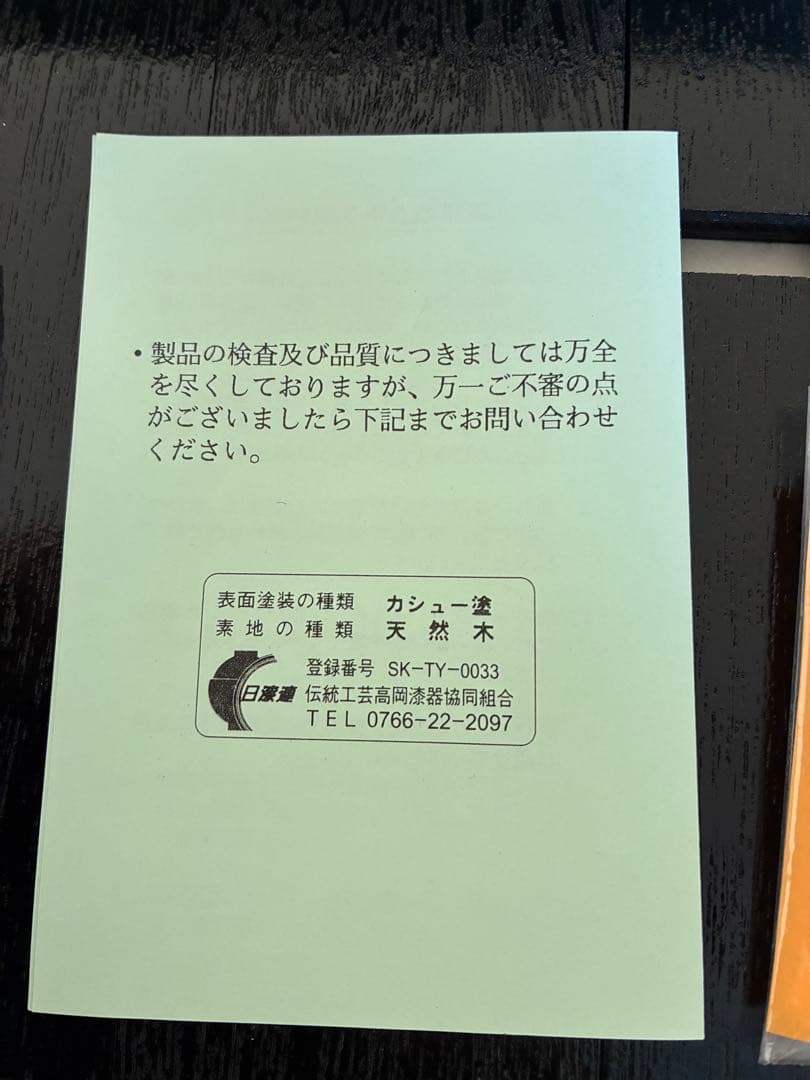 ・製品の検査及び品質につきましては万全
を尽くしておりますが、万一ご不審の点
がございましたら下記までお問い合わせ
ください。
表面塗装の種類 カシュー塗
素地の種類 天然木
登録番号 SK-TY-0033
日漆連 伝統工芸高岡漆器協同組合
TEL 0766-22-2097